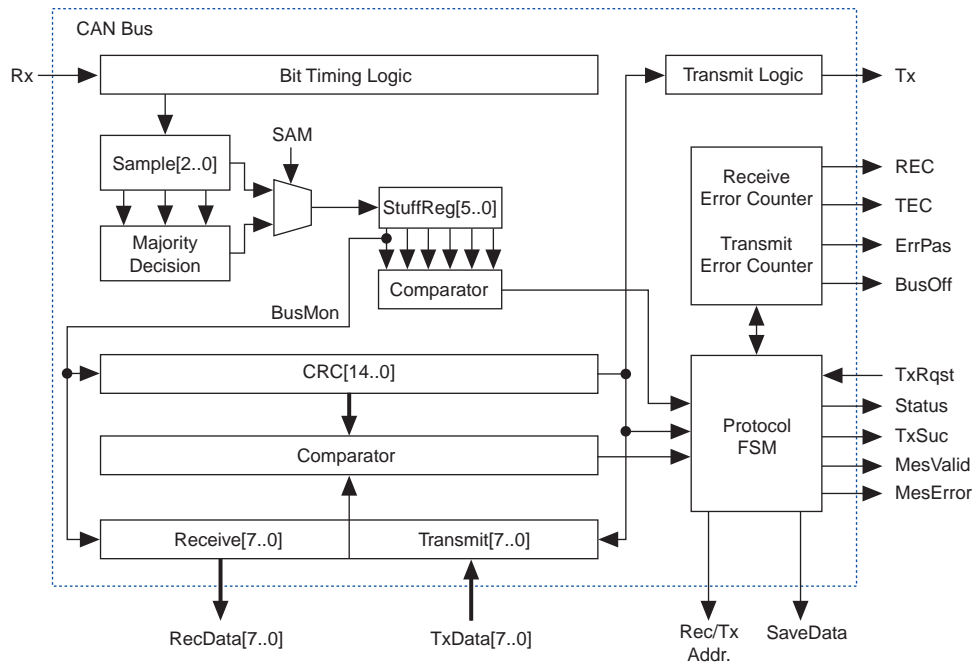 CAN Bus
Rx
Bit Timing Logic
Transmit Logic
Tx
SAM
Sample[2..0]
Majority
Decision
StuffReg[5..0]
Comparator
BusMon
Receive
Error Counter
Transmit
Error Counter
REC
TEC
ErrPas
BusOff
CRC[14..0]
Comparator
Receive[7..0]
Transmit[7..0]
Protocol
FSM
TxRqst
Status
TxSuc
MesValid
MesError
RecData[7..0]
TxData[7..0]
Rec/Tx
Addr.
SaveData